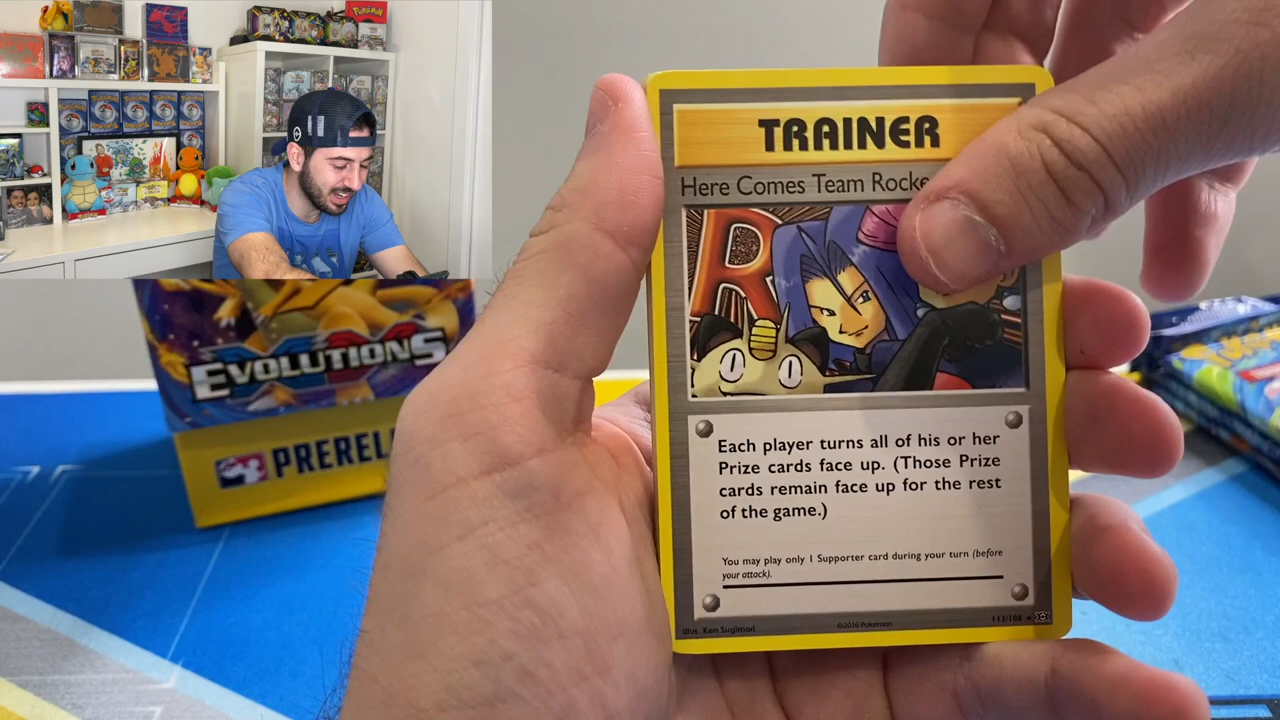 TRAINER
Here Comes Team Rocke
R
Each player turns all of his or her
Prize cards face up. (Those Prize
cards remain face up for the rest
of the game.)
You may play only 1 Supporter card during your turn (before
your attack).
Illus. Ken Sugimori
©2016 Pokémon
113/108
EVOLUTIONS
PREREL